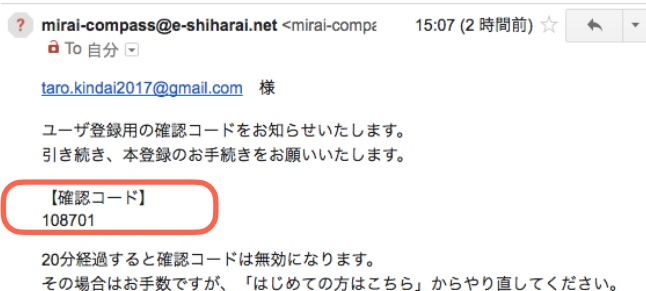 ? mirai-compass@e-shiharai.net <mirai-compa 15:07 (2 時間前)
To 自分
taro.kindai2017@gmail.com 様
ユーザ登録用の確認コードをお知らせいたします。
引き続き、本登録のお手続きをお願いいたします。
【確認コード】
108701
20分経過すると確認コードは無効になります。
その場合はお手数ですが、「はじめての方はこちら」からやり直してください。